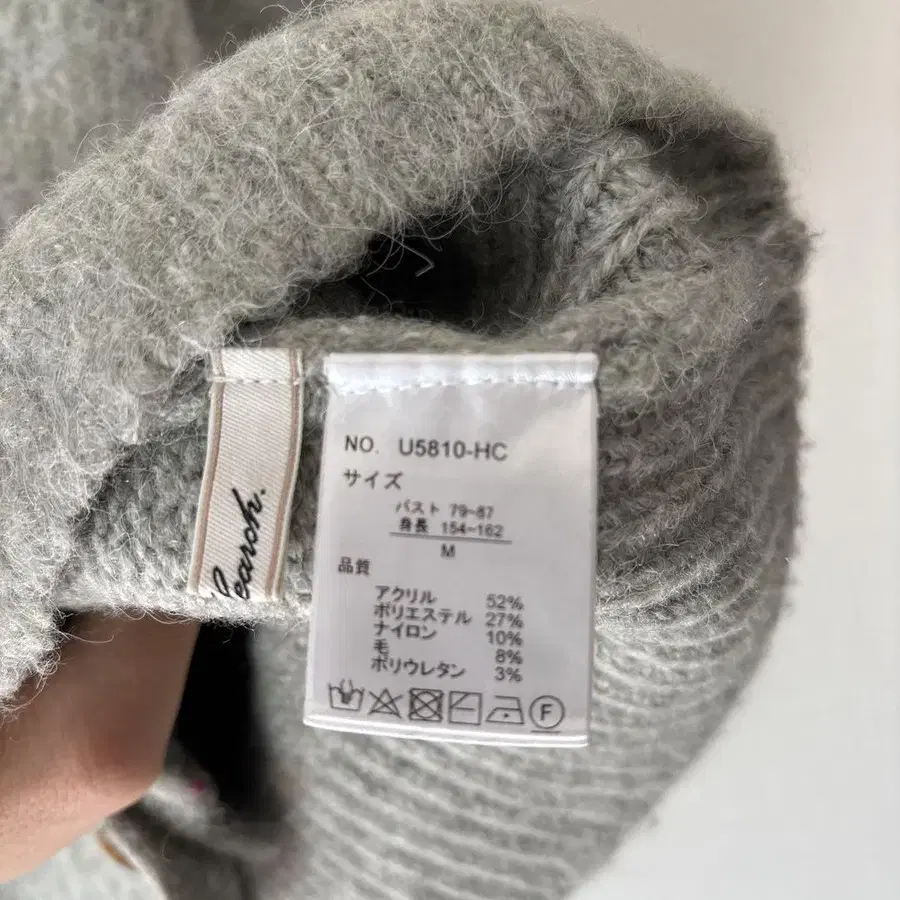 NO. U5810-HC
サイズ
バスト 79-87
身長 154-162
M
品質
アクリル 52%
ポリエステル 27%
ナイロン 10%
毛 8%
ポリウレタン 3%
F
earch.